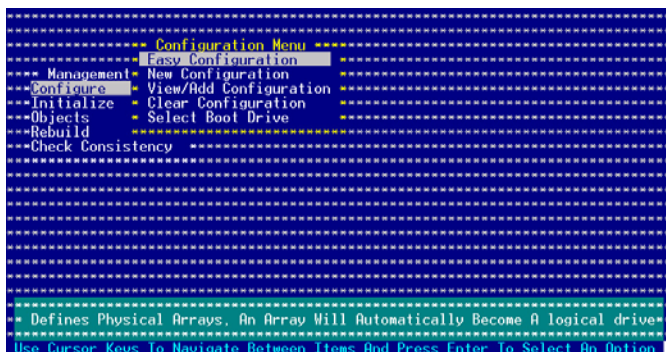 Configuration Menu
Easy Configuration
Management
New Configuration
Configure
View/Add Configuration
Initialize
Clear Configuration
Objects
Select Boot Drive
Rebuild
Check Consistency
Defines Physical Arrays, An Array Will Automatically Become A logical drive
Use Cursor Keys To Navigate Between Items And Press Enter To Select An Option